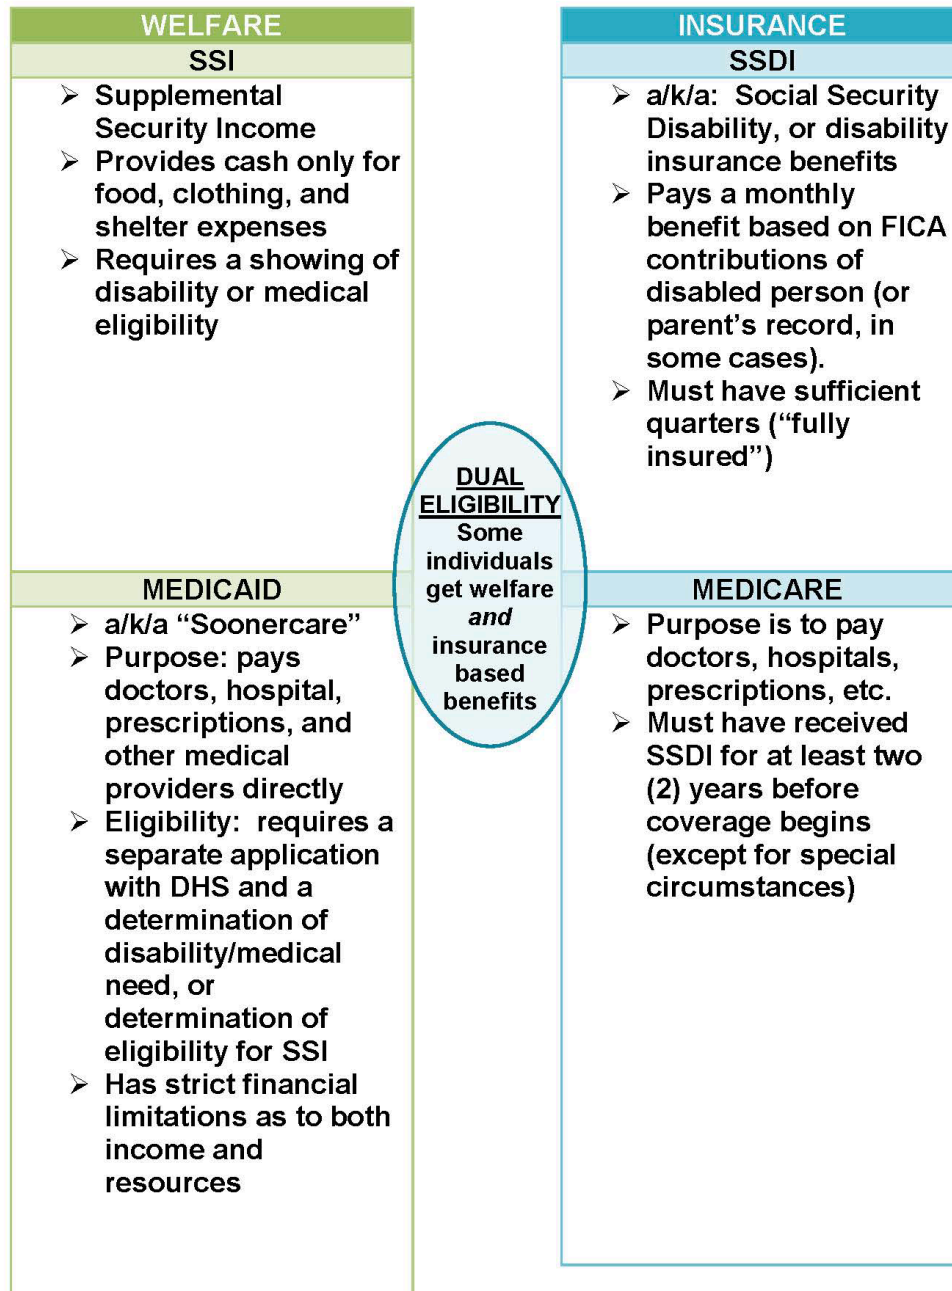 WELFARE
SSI
➢ Supplemental
Security Income
➢ Provides cash only for
food, clothing, and
shelter expenses
➢ Requires a showing of
disability or medical
eligibility
MEDICAID
➢ a/k/a “Soonercare”
➢ Purpose: pays
doctors, hospital,
prescriptions, and
other medical
providers directly
➢ Eligibility: requires a
separate application
with DHS and a
determination of
disability/medical
need, or
determination of
eligibility for SSI
➢ Has strict financial
limitations as to both
income and
resources
DUAL
ELIGIBILITY
Some
individuals
get welfare
and
insurance
based
benefits
INSURANCE
SSDI
➢ a/k/a: Social Security
Disability, or disability
insurance benefits
➢ Pays a monthly
benefit based on FICA
contributions of
disabled person (or
parent’s record, in
some cases).
➢ Must have sufficient
quarters (“fully
insured”)
MEDICARE
➢ Purpose is to pay
doctors, hospitals,
prescriptions, etc.
➢ Must have received
SSDI for at least two
(2) years before
coverage begins
(except for special
circumstances)